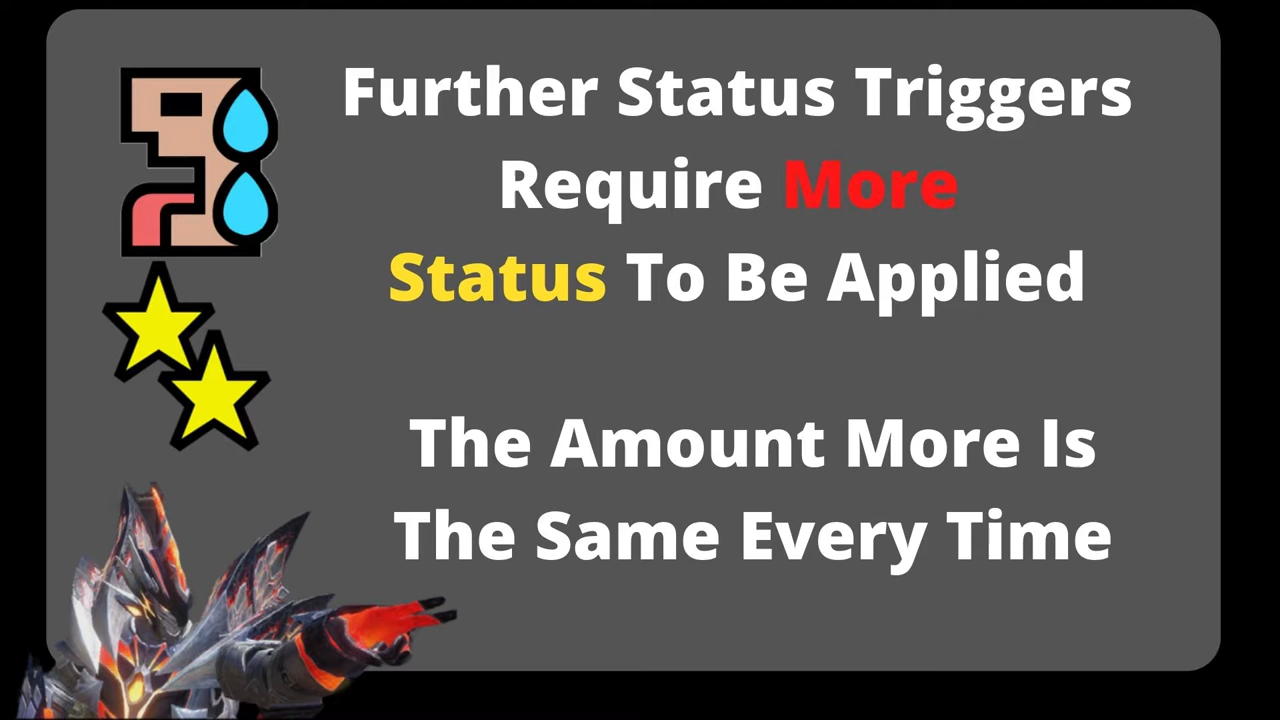 Further Status Triggers
Require More
Status To Be Applied
The Amount More Is
The Same Every Time